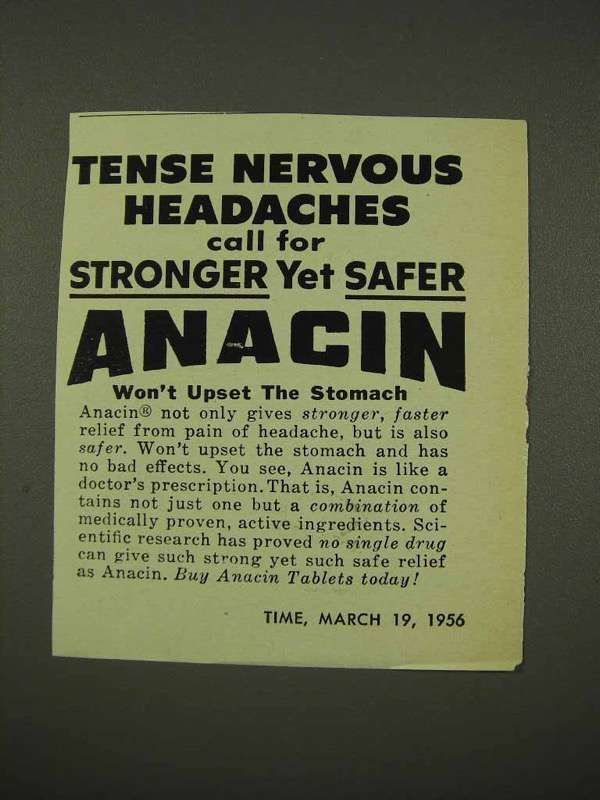 TENSE NERVOUS
HEADACHES
call for
STRONGER Yet SAFER
ANACIN
Won't Upset The Stomach
Anacin® not only gives stronger, faster
relief from pain of headache, but is also
safer. Won't upset the stomach and has
no bad effects. You see, Anacin is like a
doctor's prescription. That is, Anacin con-
tains not just one but a combination of
medically proven, active ingredients. Sci-
entific research has proved no single drug
can give such strong yet such safe relief
as Anacin. Buy Anacin Tablets today!
TIME, MARCH 19, 1956